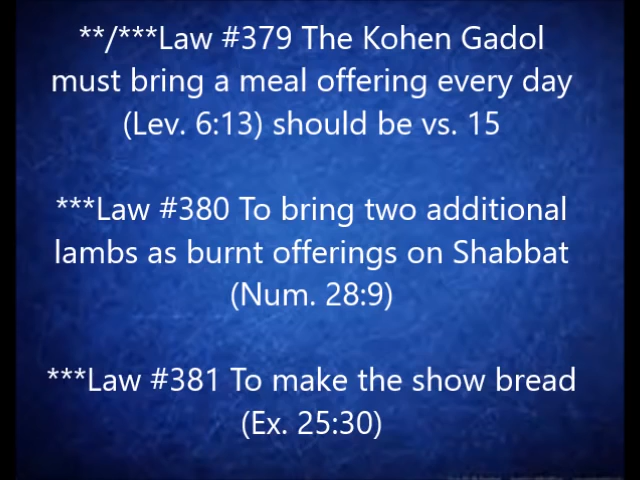 **/***Law #379 The Kohen Gadol
must bring a meal offering every day
(Lev. 6:13) should be vs. 15
***Law #380 To bring two additional
lambs as burnt offerings on Shabbat
(Num. 28:9)
***Law #381 To make the show bread
(Ex. 25:30)